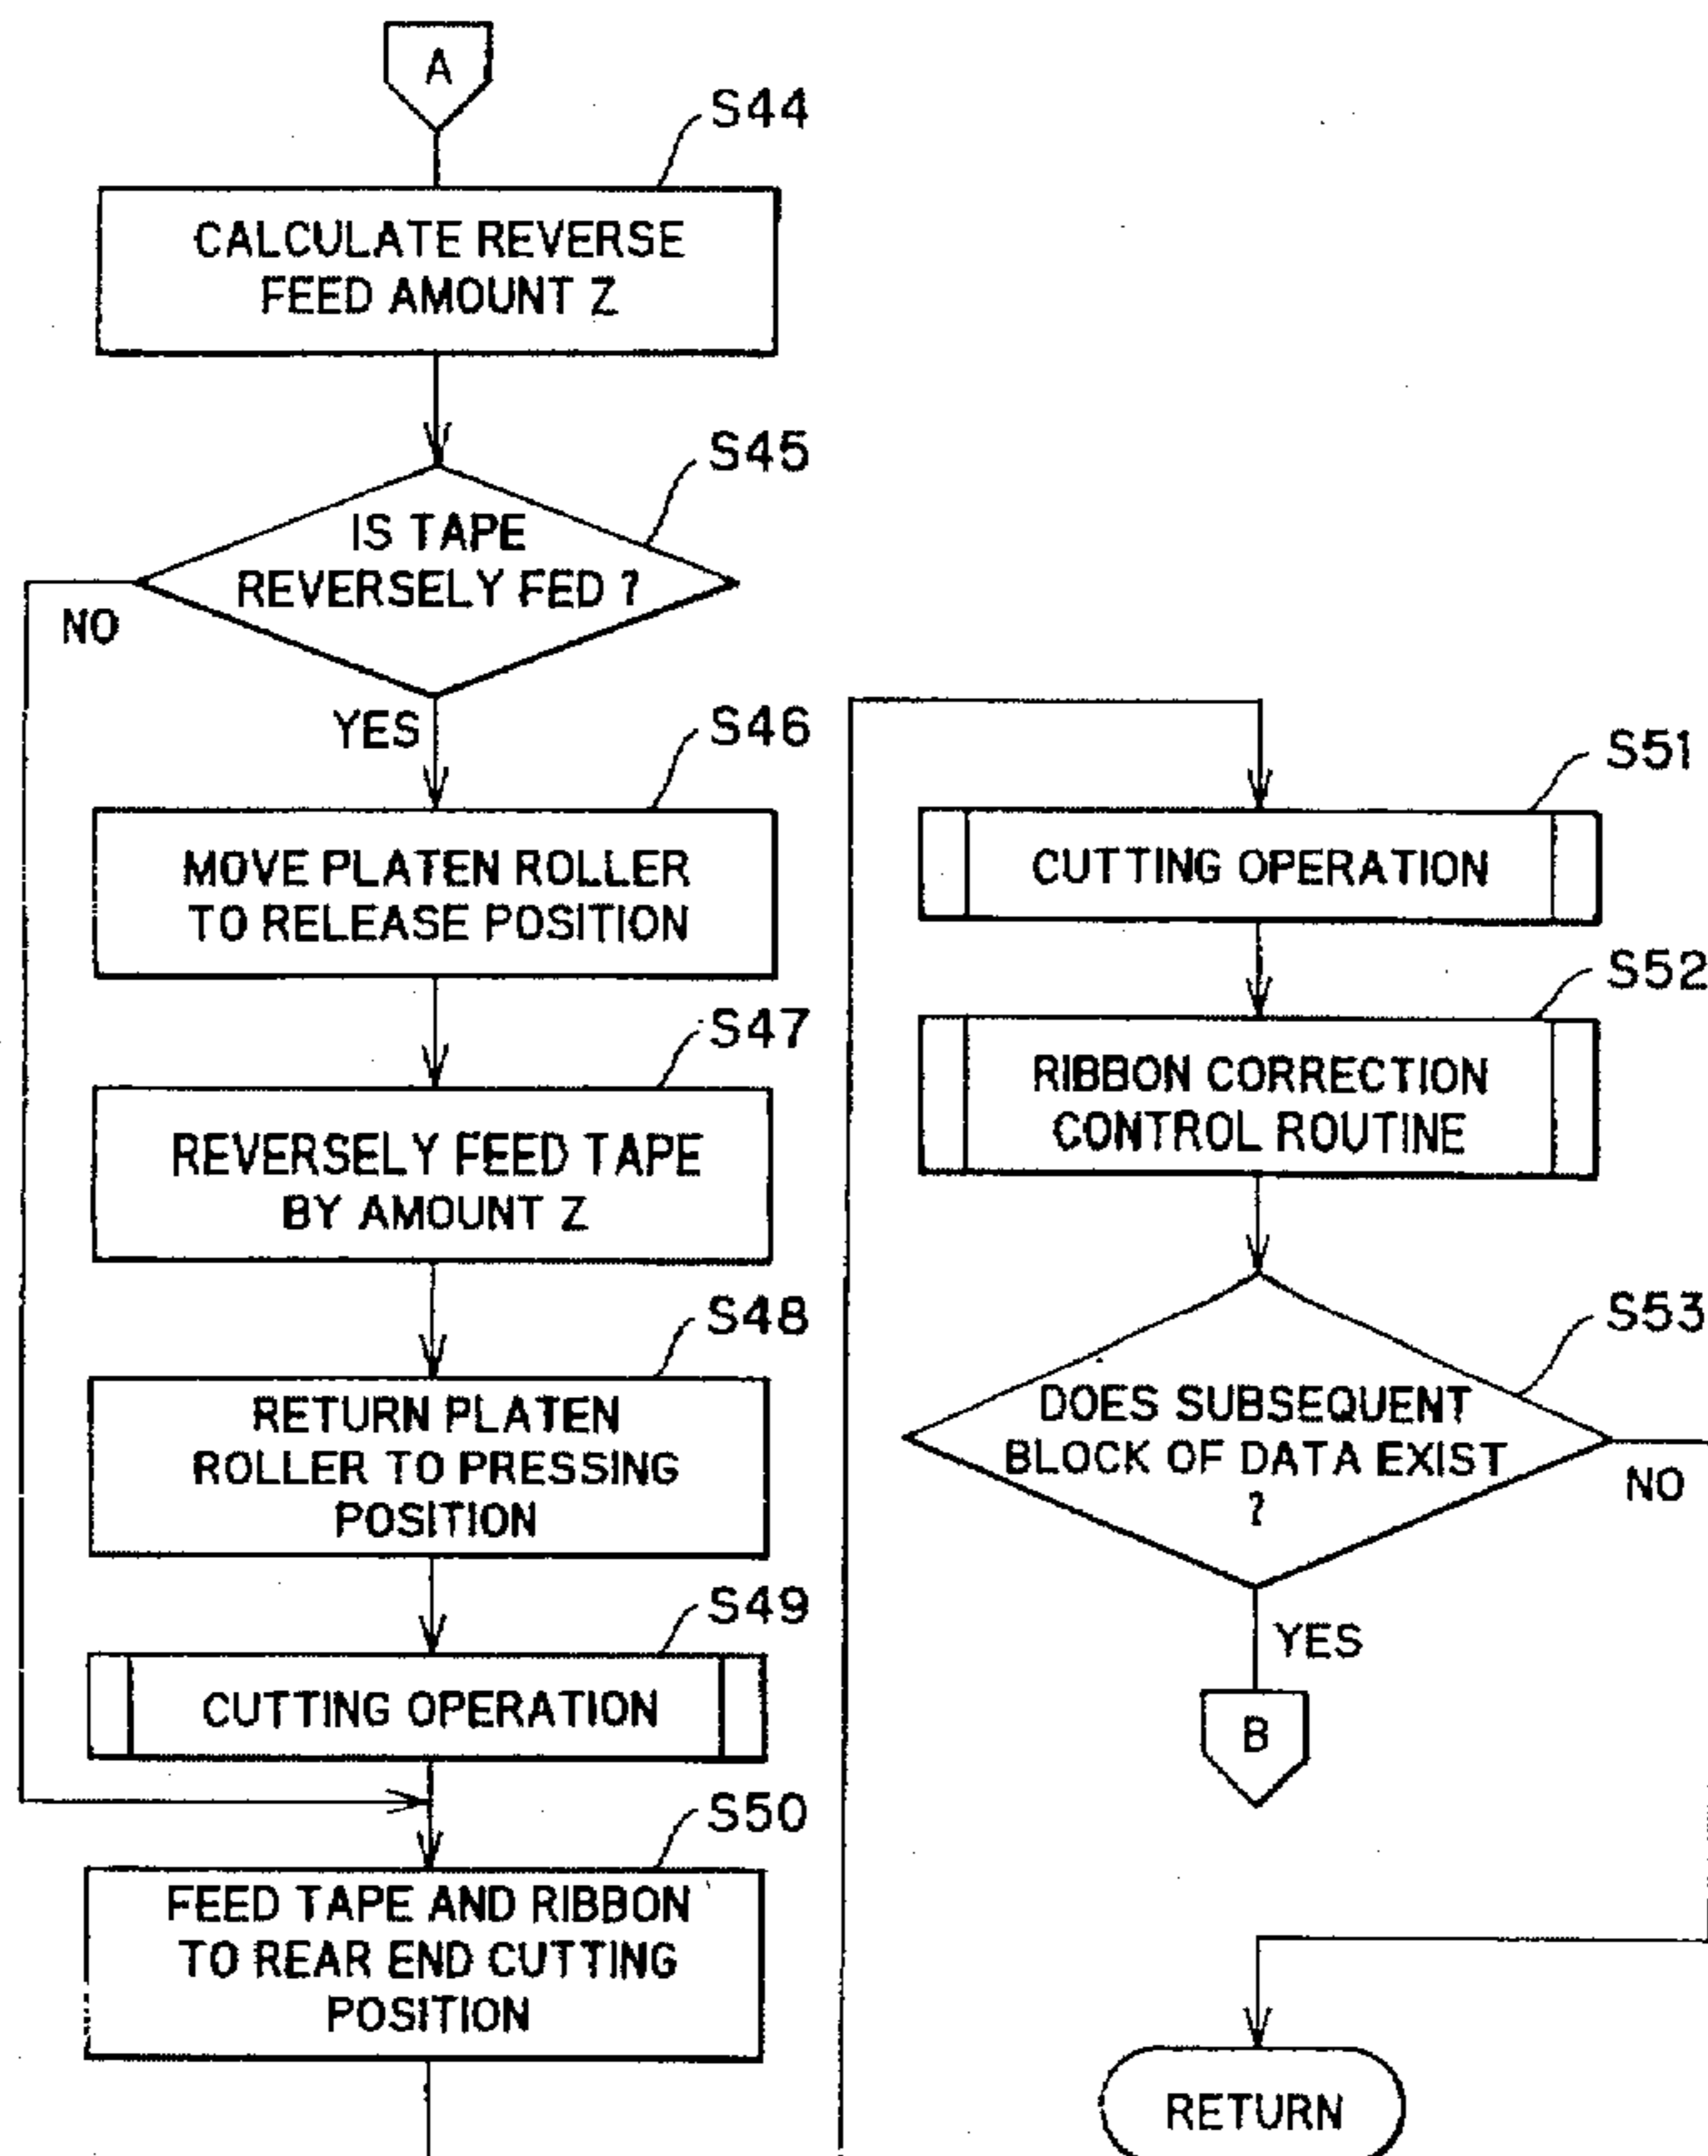 A
S44
CALCULATE REVERSE
FEED AMOUNT Z
S45
IS TAPE
REVERSELY FED ?
NO
YES
S46
MOVE PLATEN ROLLER
TO RELEASE POSITION
S47
REVERSELY FEED TAPE
BY AMOUNT Z
S48
RETURN PLATEN
ROLLER TO PRESSING
POSITION
S49
CUTTING OPERATION
S50
FEED TAPE AND RIBBON
TO REAR END CUTTING
POSITION
S51
CUTTING OPERATION
S52
RIBBON CORRECTION
CONTROL ROUTINE
S53
DOES SUBSEQUENT
BLOCK OF DATA EXIST
?
NO
YES
B
RETURN